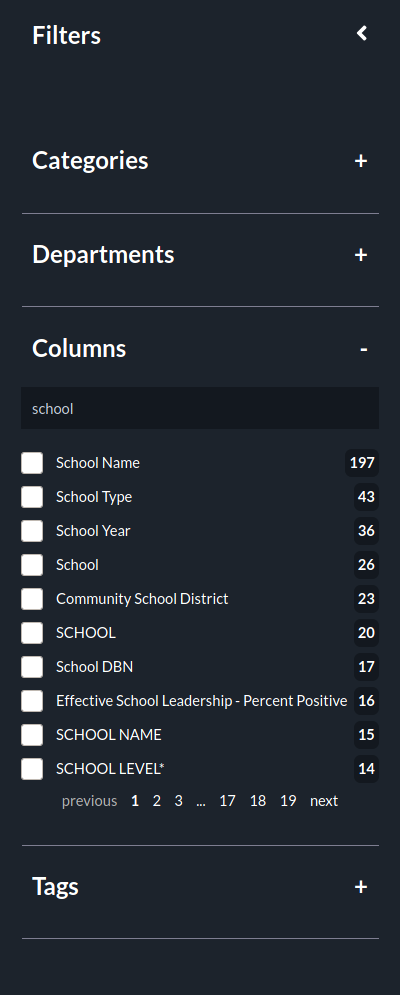 Filters
Categories +
Departments +
Columns -
school
School Name 197
School Type 43
School Year 36
School 26
Community School District 23
SCHOOL 20
School DBN 17
Effective School Leadership - Percent Positive 16
SCHOOL NAME 15
SCHOOL LEVEL* 14
previous 1 2 3 ... 17 18 19 next
Tags +